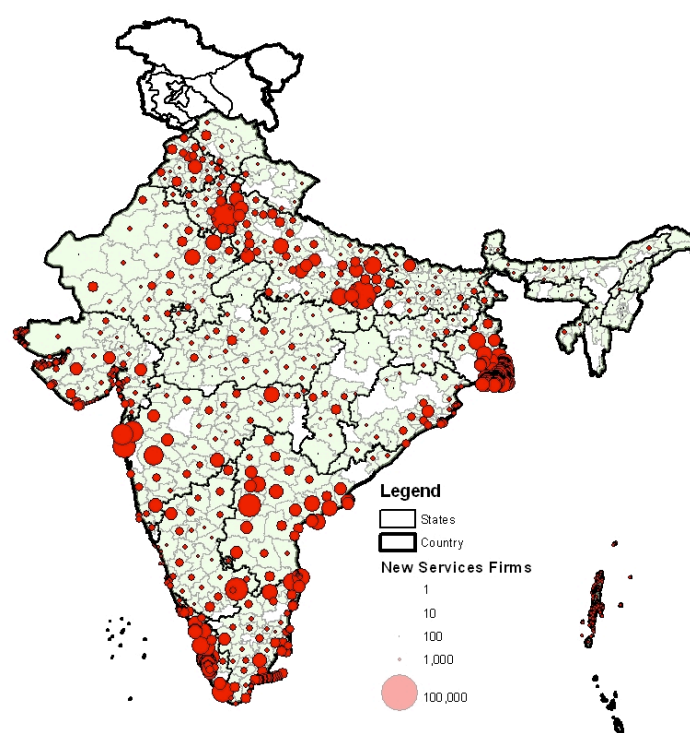 Legend
States
Country
New Services Firms
1
10
100
1,000
100,000